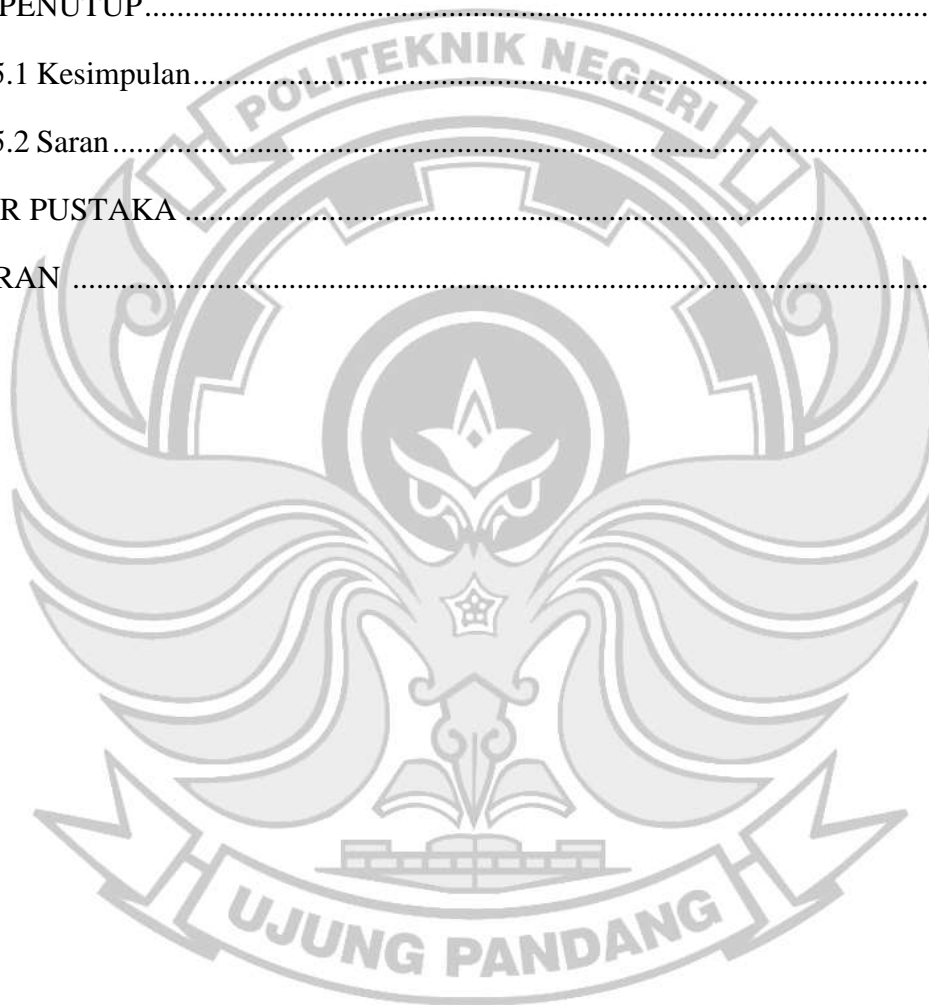 PENUTUP
5.1 Kesimpulan
5.2 Saran
R PUSTAKA
RAN
POLITEKNIK NEGERI
UJUNG PANDANG